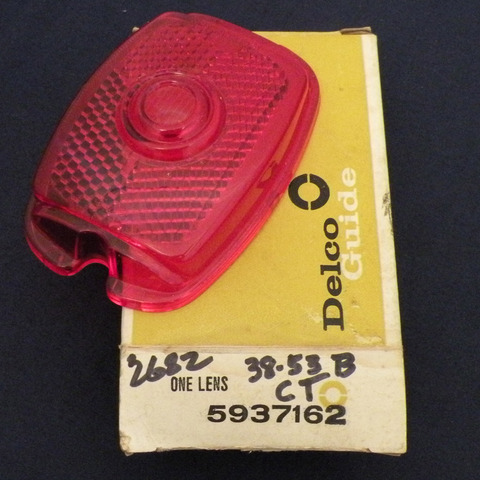 Delco
Guide
2682 38-53 B
ONE LENS CT
5937162